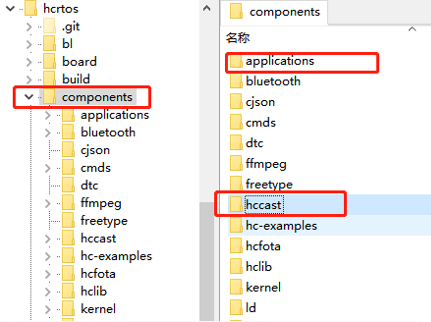 hcrtos
.git
bl
board
build
components
applications
bluetooth
cjson
cmds
dtc
ffmpeg
freetype
hccast
hc-examples
hcfota
hclib
kernel
components
名称
applications
bluetooth
cjson
cmds
dtc
ffmpeg
freetype
hccast
hc-examples
hcfota
hclib
kernel
ld